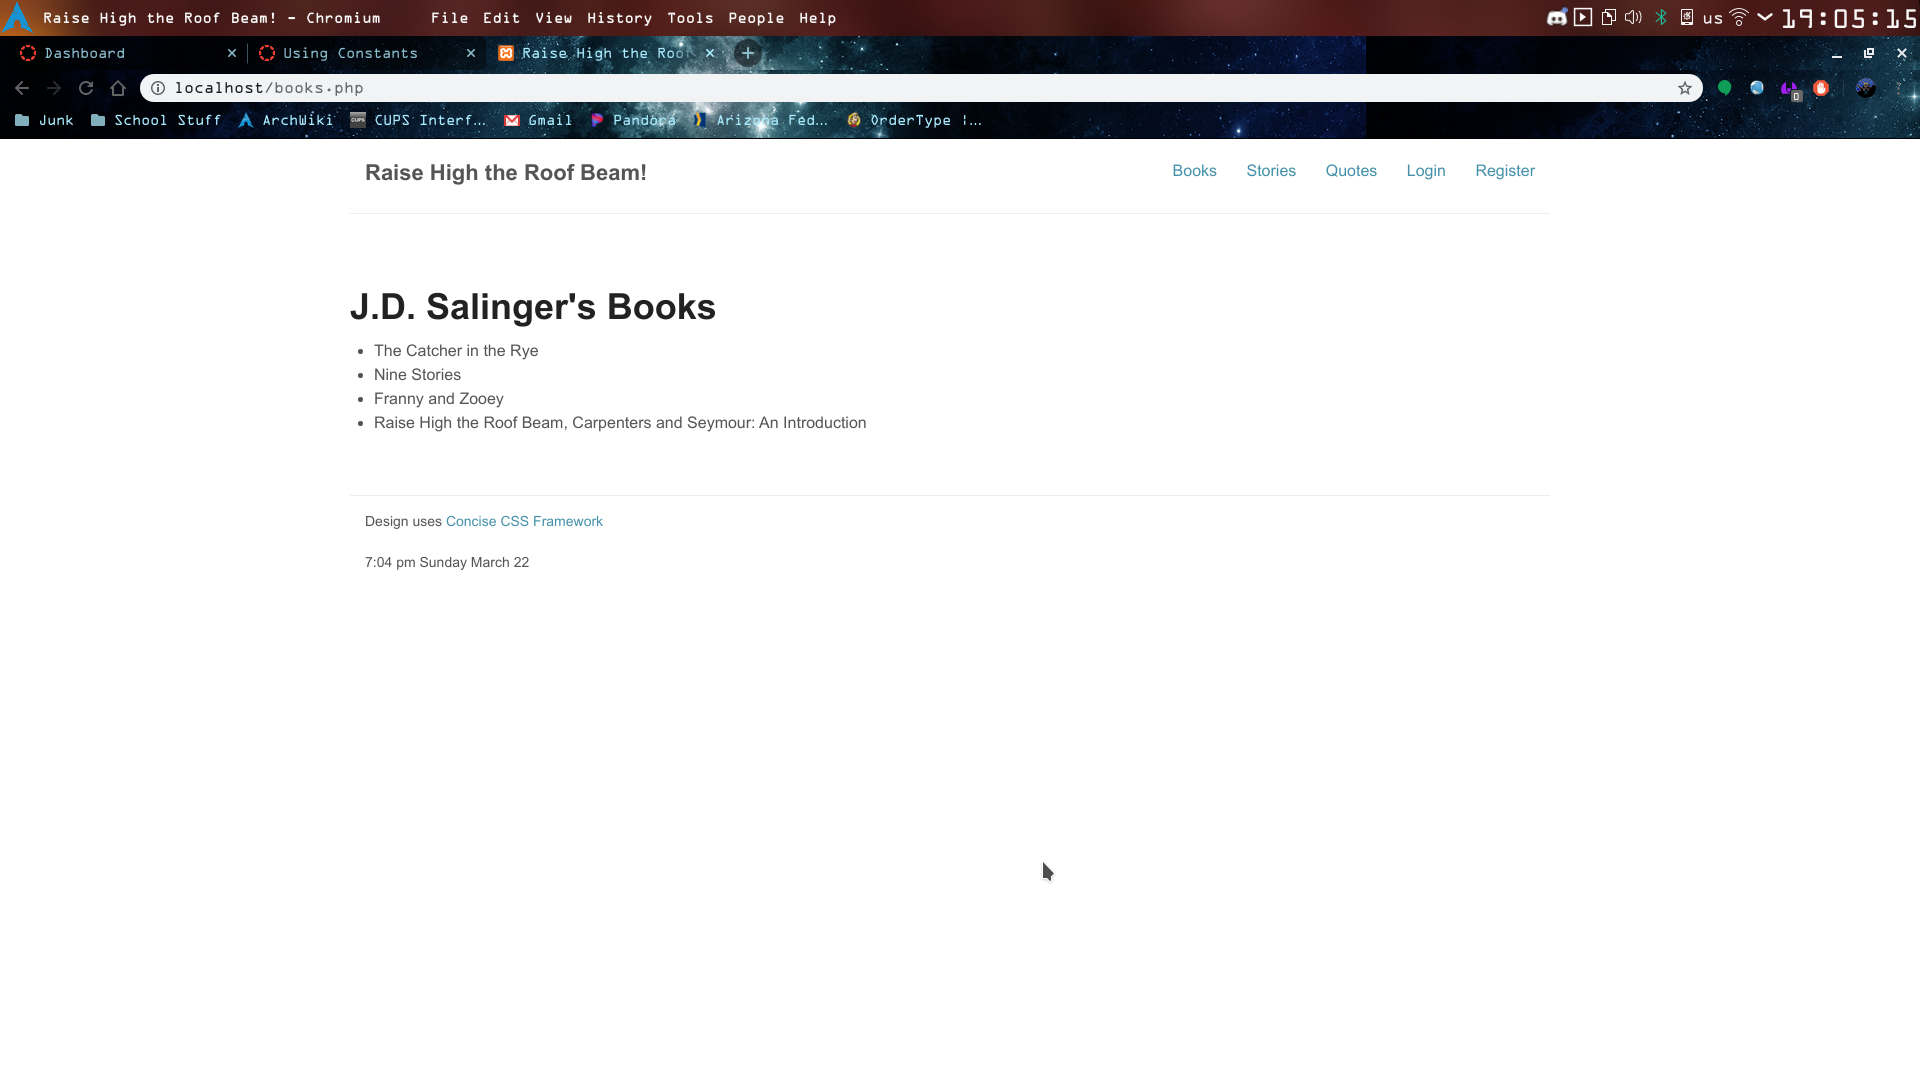 Raise High the Roof Beam! - Chromium File Edit View History Tools People Help us 19:05:15
Dashboard Using Constants Raise High the Roof
localhost/books.php
Junk School Stuff ArchWiki CUPS Interf... Gmail Pandora Arizona Fed... OrderType |...
Raise High the Roof Beam! Books Stories Quotes Login Register
J.D. Salinger's Books
• The Catcher in the Rye
• Nine Stories
• Franny and Zooey
• Raise High the Roof Beam, Carpenters and Seymour: An Introduction
Design uses Concise CSS Framework
7:04 pm Sunday March 22